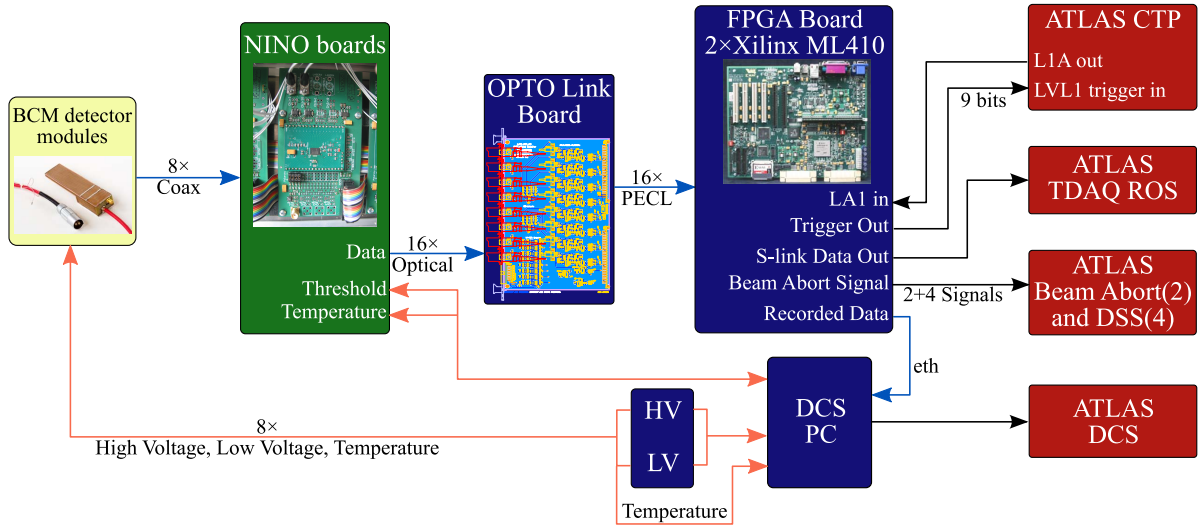 BCM detector
modules
8×
Coax
NINO boards
Data
Threshold
Temperature
16×
Optical
OPTO Link
Board
16×
PECL
FPGA Board
2×Xilinx ML410
LA1 in
Trigger Out
S-link Data Out
Beam Abort Signal
Recorded Data
9 bits
2+4 Signals
eth
ATLAS CTP
L1A out
LVL1 trigger in
ATLAS
TDAQ ROS
ATLAS
Beam Abort(2)
and DSS(4)
ATLAS
DCS
DCS
PC
HV
LV
Temperature
8×
High Voltage, Low Voltage, Temperature